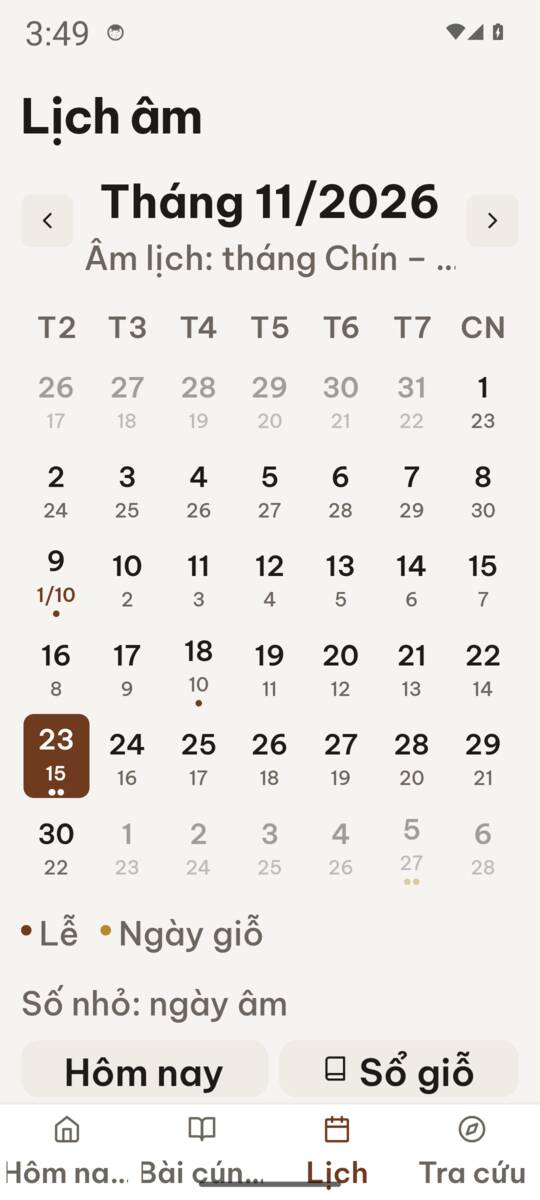 3:49
Lịch âm
Tháng 11/2026
Âm lịch: tháng Chín – ...
T2 T3 T4 T5 T6 T7 CN
26 27 28 29 30 31 1
17 18 19 20 21 22 23
2 3 4 5 6 7 8
24 25 26 27 28 29 30
9 10 11 12 13 14 15
1/10 2 3 4 5 6 7
16 17 18 19 20 21 22
8 9 10 11 12 13 14
23 24 25 26 27 28 29
15 16 17 18 19 20 21
30 1 2 3 4 5 6
22 23 24 25 26 27 28
Lễ Ngày giỗ
Số nhỏ: ngày âm
Hôm nay Sổ giỗ
Hôm na... Bài cún... Lịch Tra cứu